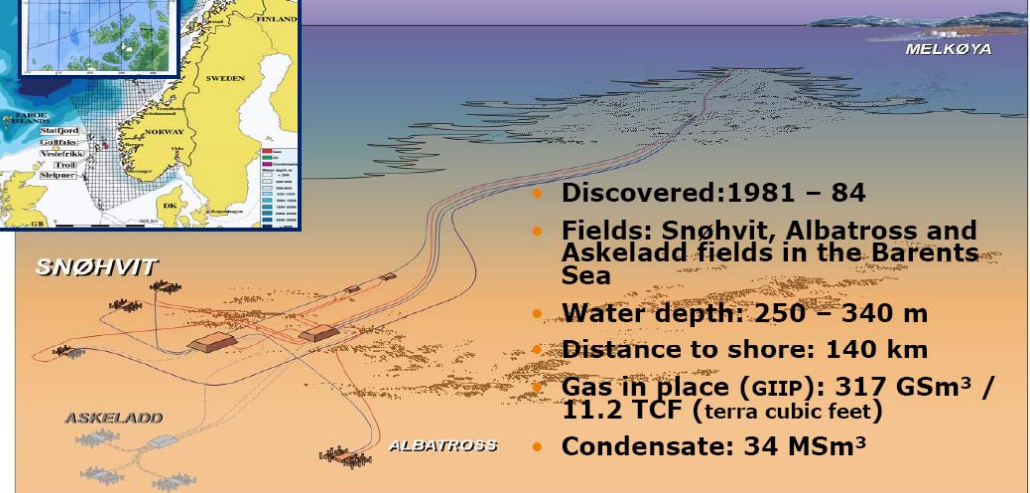 FINLAND
MELKØYA
SWEDEN
FAROE
ISLANDS
NORWAY
Statfjord
Gullfaks
Veslefrikk
Troll
Sleipner
Stavanger
DK
GB
SNØHVIT
ASKELADD
ALBATROSS
• Discovered:1981 – 84
• Fields: Snøhvit, Albatross and
Askeladd fields in the Barents
Sea
• Water depth: 250 – 340 m
• Distance to shore: 140 km
• Gas in place (GIIP): 317 GSm³ /
11.2 TCF (terra cubic feet)
• Condensate: 34 MSm³